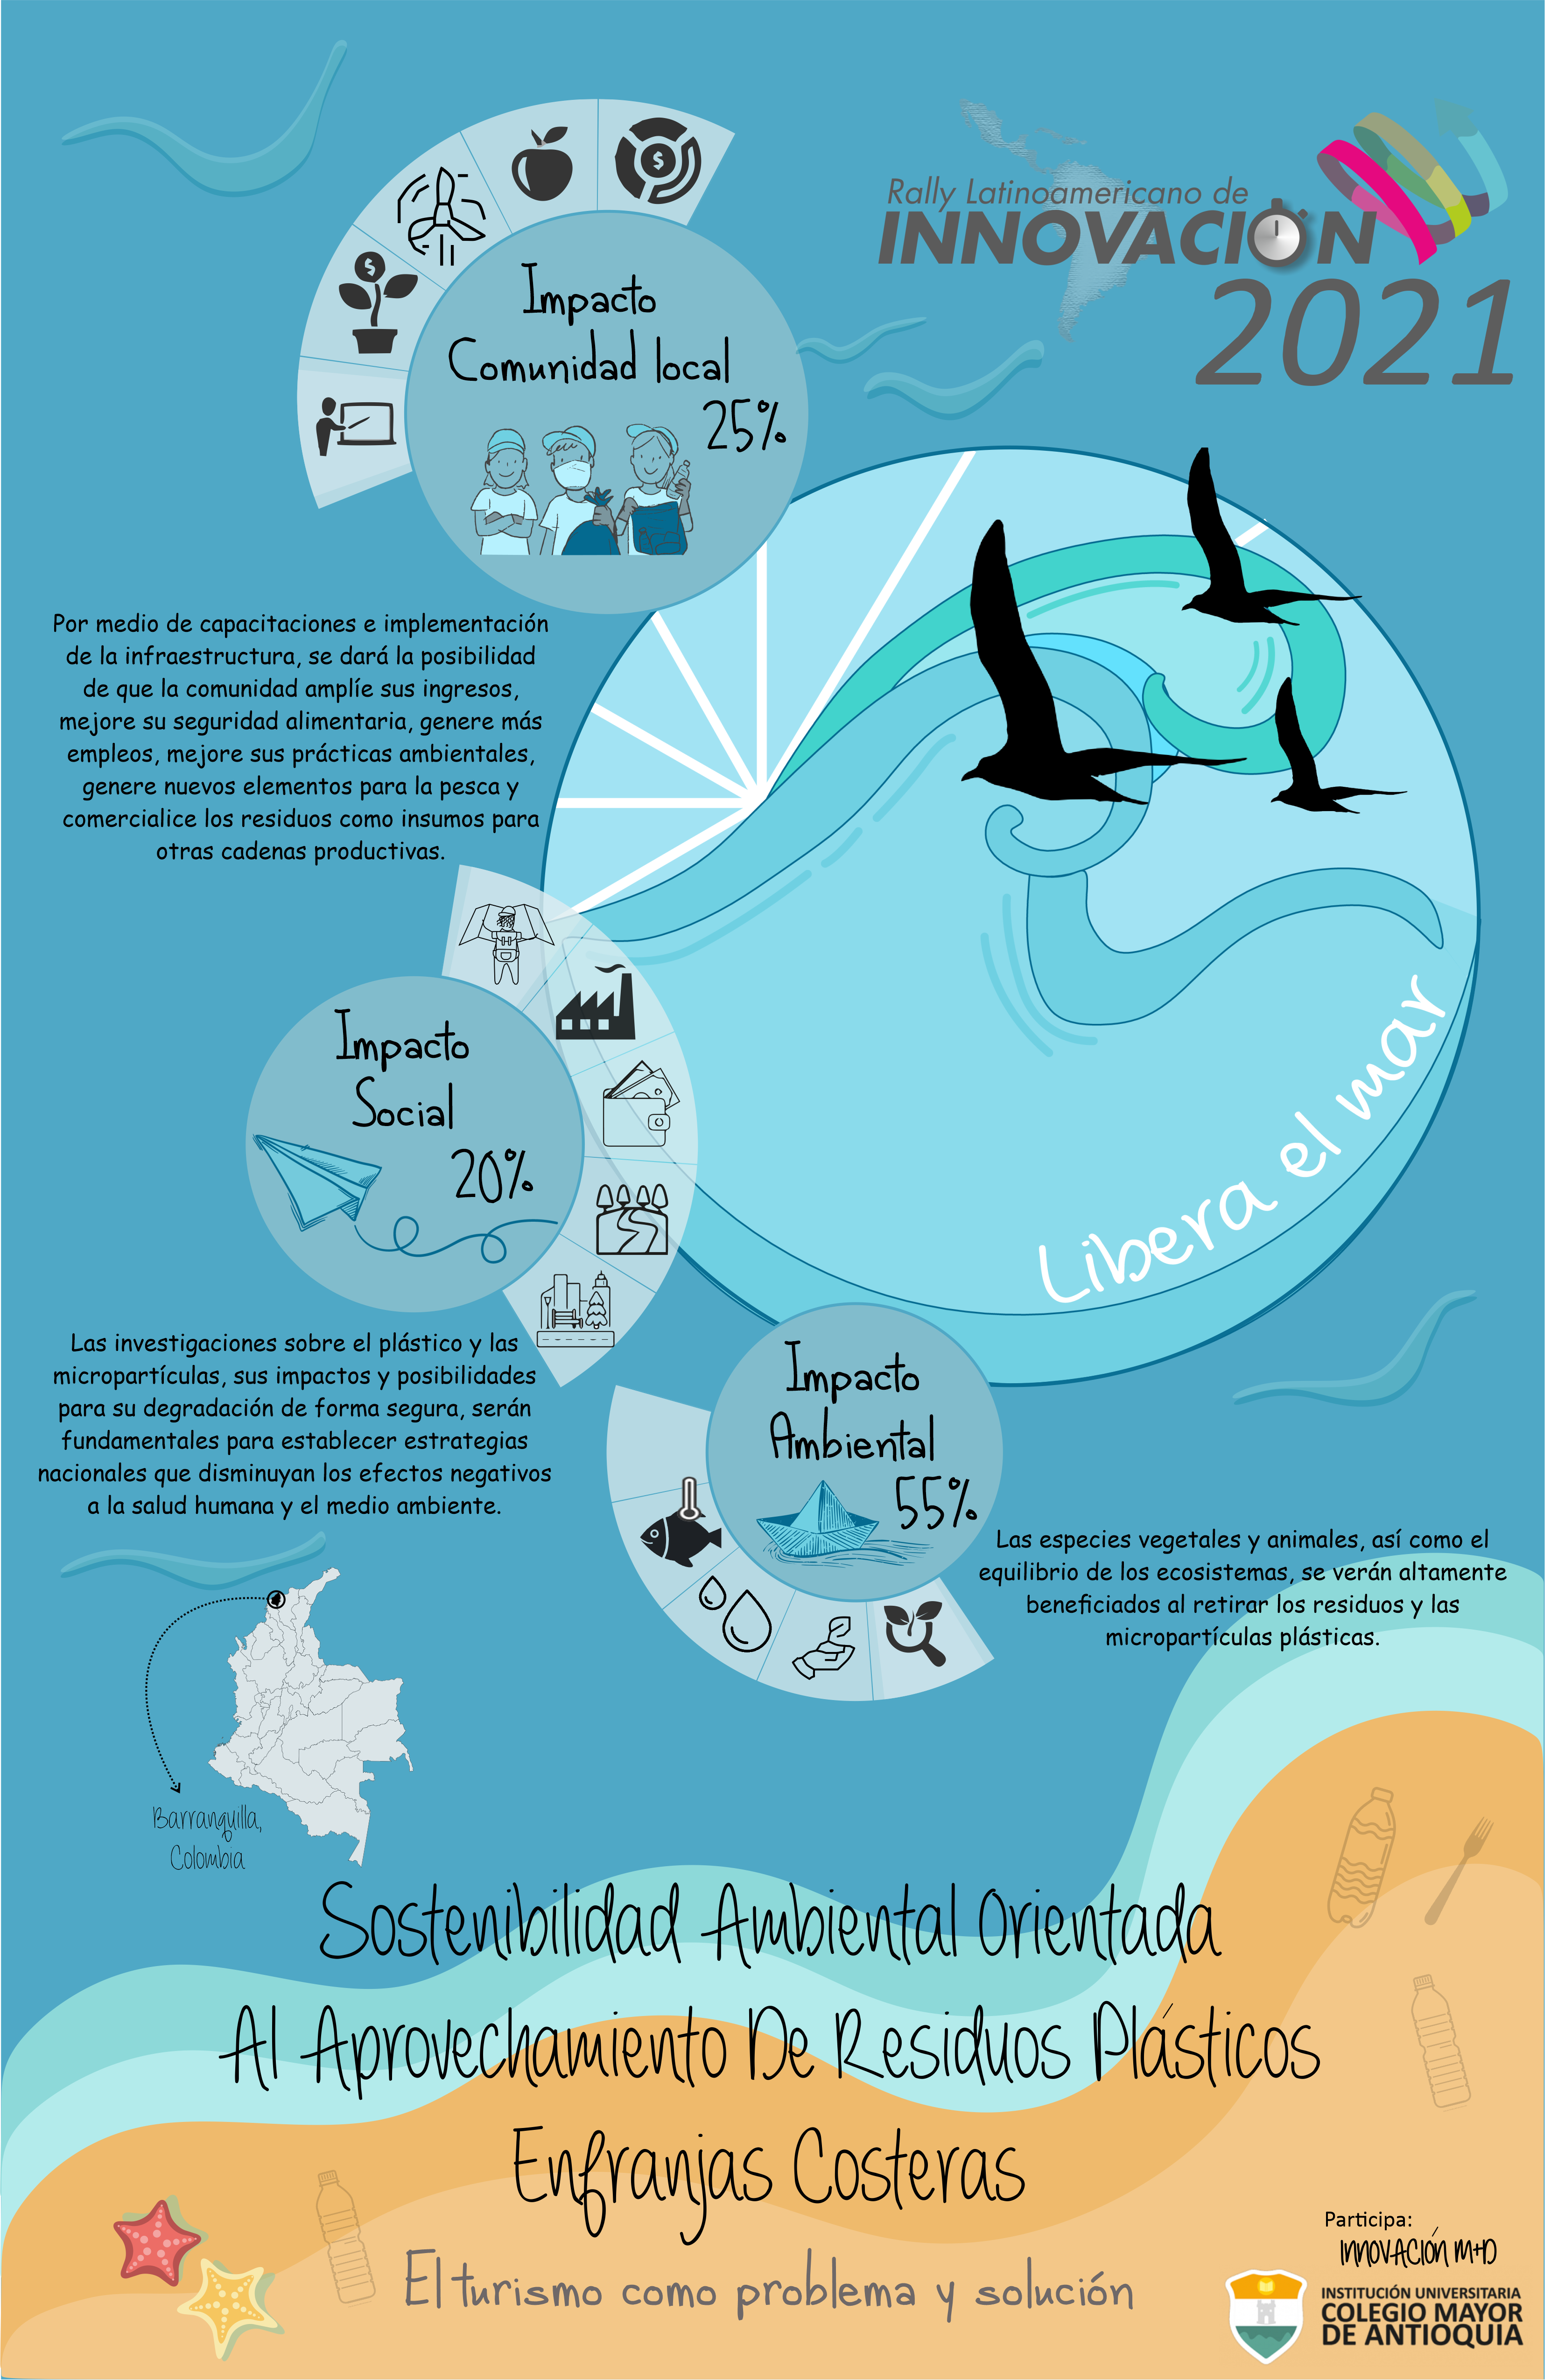 Rally Latinoamericano de
INNOVACIÓN
2021
Impacto
Comunidad local
25%
Por medio de capacitaciones e implementación
de la infraestructura, se dará la posibilidad
de que la comunidad amplíe sus ingresos,
mejore su seguridad alimentaria, genere más
empleos, mejore sus prácticas ambientales,
genere nuevos elementos para la pesca y
comercialice los residuos como insumos para
otras cadenas productivas.
Libera el mar
Impacto
Social
20%
Las investigaciones sobre el plástico y las
micropartículas, sus impactos y posibilidades
para su degradación de forma segura, serán
fundamentales para establecer estrategias
nacionales que disminuyan los efectos negativos
a la salud humana y el medio ambiente.
Impacto
Ambiental
55%
Las especies vegetales y animales, así como el
equilibrio de los ecosistemas, se verán altamente
beneficiados al retirar los residuos y las
micropartículas plásticas.
Barranquilla,
Colombia
Sostenibilidad Ambiental Orientada
Al Aprovechamiento De Residuos Plásticos
Enfranjas Costeras
El turismo como problema y solución
Participa:
INNOVACIÓN M+D
INSTITUCIÓN UNIVERSITARIA
COLEGIO MAYOR
DE ANTIOQUIA